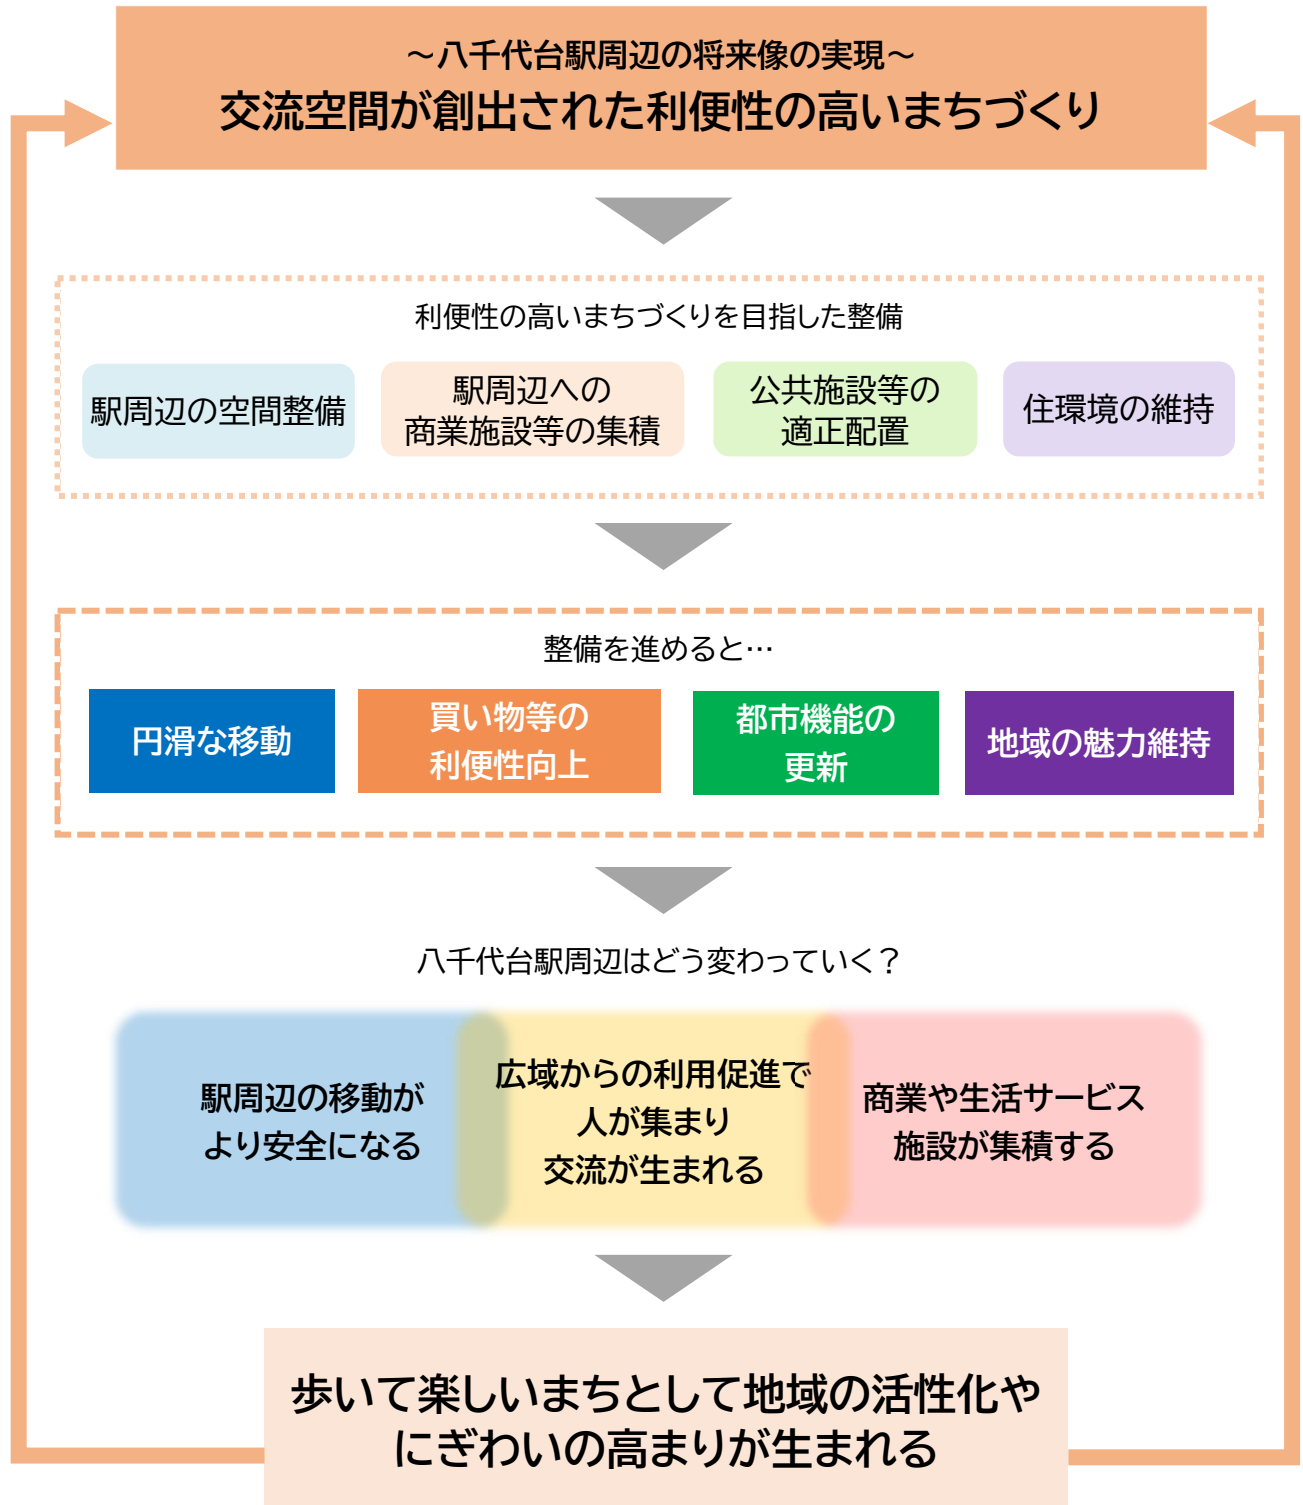 ～八千代台駅周辺の将来像の実現～
交流空間が創出された利便性の高いまちづくり
利便性の高いまちづくりを目指した整備
駅周辺の空間整備
駅周辺への
商業施設等の集積
公共施設等の
適正配置
住環境の維持
整備を進めると…
円滑な移動
買い物等の
利便性向上
都市機能の
更新
地域の魅力維持
八千代台駅周辺はどう変わっていく？
駅周辺の移動が
より安全になる
広域からの利用促進で
人が集まり
交流が生まれる
商業や生活サービス
施設が集積する
歩いて楽しいまちとして地域の活性化や
にぎわいの高まりが生まれる